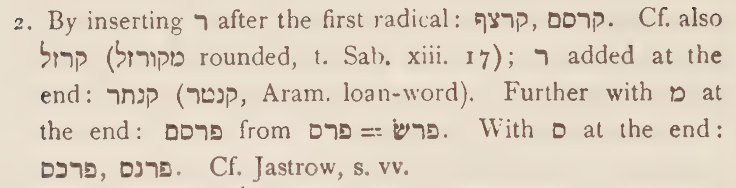 2. By inserting ר after the first radical: קרסם, קרצף. Cf. also
קרזל (מקורזל rounded, t. Sab. xiii. 17); ר added at the
end: קנתר (קנטר, Aram. loan-word). Further with מ at
the end: פרסם from פרס = פרשׂ. With ס at the end:
פרנס, פרכס. Cf. Jastrow, s. vv.